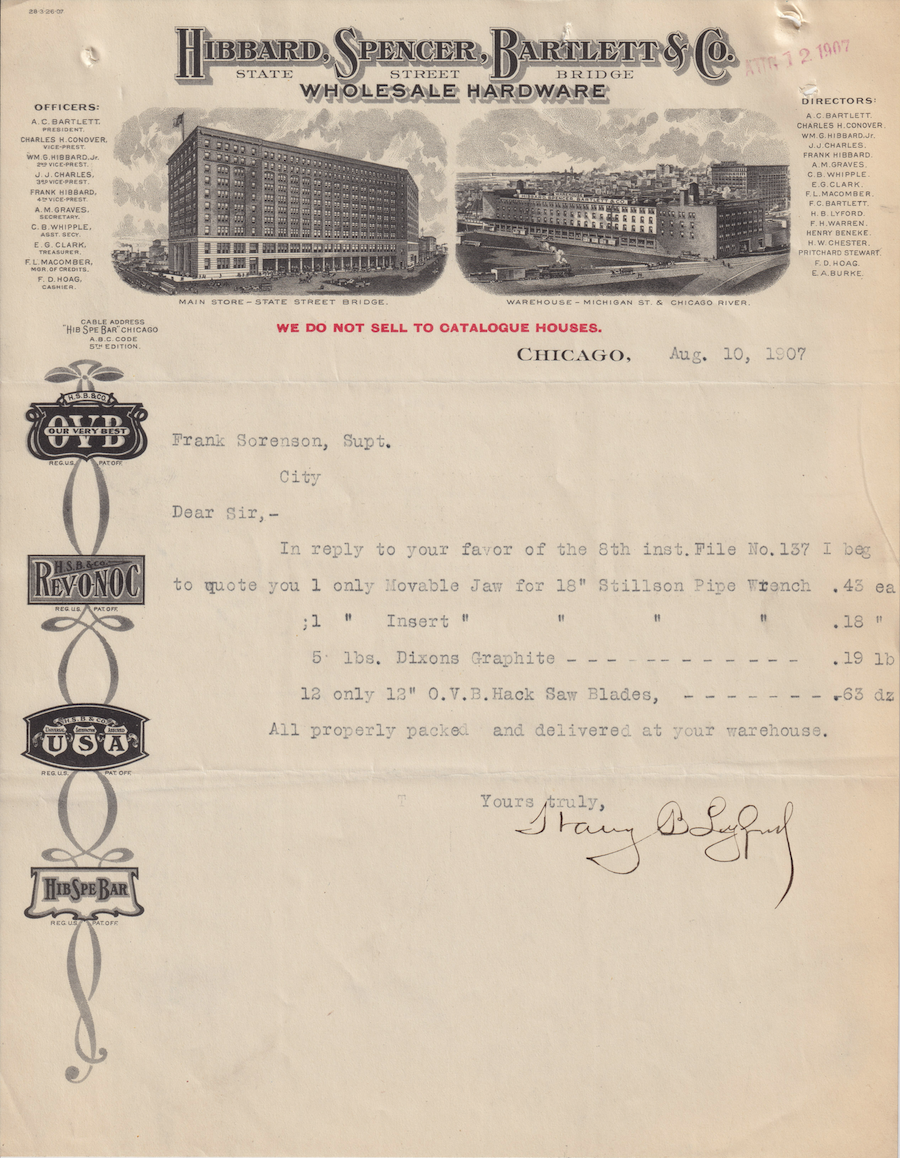 28-3-26-07
HIBBARD, SPENCER, BARTLETT & CO.
STATE STREET BRIDGE
WHOLESALE HARDWARE
AUG 12 1907
OFFICERS:
A. C. BARTLETT,
PRESIDENT.
CHARLES H. CONOVER,
VICE-PREST.
WM. G. HIBBARD, Jr.
2ND VICE-PREST.
J. J. CHARLES,
3RD VICE-PREST.
FRANK HIBBARD,
4TH VICE-PREST.
A. M. GRAVES,
SECRETARY.
C. B. WHIPPLE,
ASST. SECY.
E. G. CLARK,
TREASURER.
F. L. MACOMBER,
MGR. OF CREDITS.
F. D. HOAG,
CASHIER.
HIBBARD, SPENCER, BARTLETT & CO.
MAIN STORE – STATE STREET BRIDGE.
WAREHOUSE – MICHIGAN ST. & CHICAGO RIVER.
DIRECTORS:
A. C. BARTLETT.
CHARLES H. CONOVER.
WM. G. HIBBARD, Jr.
J. J. CHARLES.
FRANK HIBBARD.
A. M. GRAVES.
C. B. WHIPPLE.
E. G. CLARK.
F. L. MACOMBER.
F. C. BARTLETT.
H. B. LYFORD.
F. H. WARREN.
HENRY BENEKE.
H. W. CHESTER.
PRITCHARD STEWART.
F. D. HOAG.
E. A. BURKE.
CABLE ADDRESS
"HIB SPE BAR" CHICAGO
A.B.C. CODE
5TH EDITION.
WE DO NOT SELL TO CATALOGUE HOUSES.
CHICAGO, Aug. 10, 1907
H.S.B. & CO.
OVB
OUR VERY BEST
REG. U.S. PAT. OFF.
H.S.B. & CO.
REV-O-NOC
REG. U.S. PAT. OFF.
H.S.B. & CO.
UNIVERSAL SATISFACTION ASSURED
USA
REG. U.S. PAT. OFF.
HIBSPEBAR
REG. U.S. PAT. OFF.
Frank Sorenson, Supt.
City
Dear Sir,-
In reply to your favor of the 8th inst. File No. 137 I beg
to quote you 1 only Movable Jaw for 18" Stillson Pipe Wrench .43 ea
;1 " Insert " " " " .18 "
5 lbs. Dixons Graphite - - - - - - - - - - - - .19 lb
12 only 12" O.V.B. Hack Saw Blades, - - - - - - - .63 dz
All properly packed and delivered at your warehouse.
T Yours truly,
Harry B Lyford